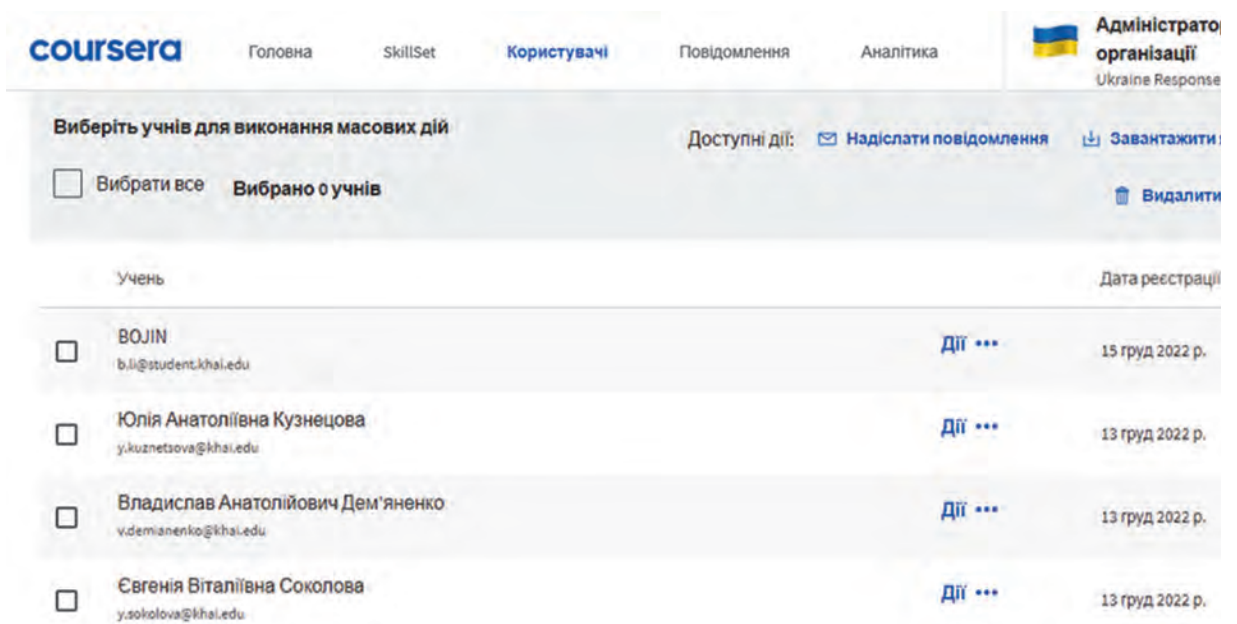 coursera Головна SkillSet Користувачі Повідомлення Аналітика
Адміністратор
організації
Ukraine Response
Виберіть учнів для виконання масових дій
Доступні дії: Надіслати повідомлення Завантажити
Вибрати все Вибрано 0 учнів
Видалити
Учень Дата реєстрації
BOJIN Дії ••• 15 груд 2022 р.
b.li@student.khai.edu
Юлія Анатоліївна Кузнецова Дії ••• 13 груд 2022 р.
y.kuznetsova@khai.edu
Владислав Анатолійович Дем'яненко Дії ••• 13 груд 2022 р.
v.demianenko@khai.edu
Євгенія Віталіївна Соколова Дії ••• 13 груд 2022 р.
y.sokolova@khai.edu